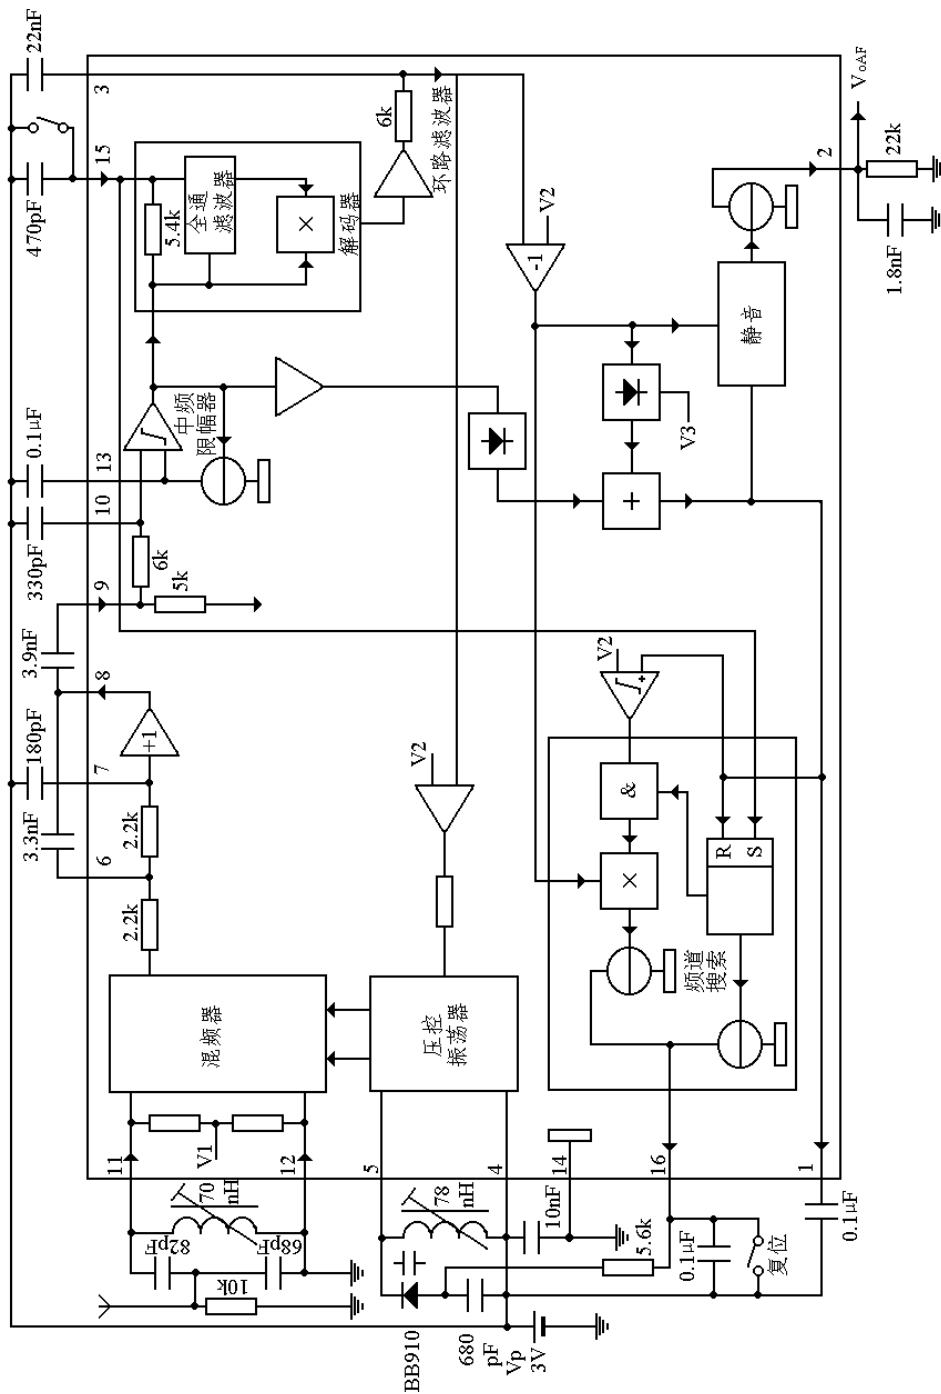 22nF
3
470pF
15
0.1μF
13
330pF
10
9
3.9nF
8
180pF
7
3.3nF
6
5.4k
全通
滤波器
×
解码器
6k
环路滤波器
V2
-1
中频
限幅器
6k
5k
+1
2.2k
2.2k
V3
+
静音
2
VoAF
22k
1.8nF
V2
V2
&
×
R
S
频道
搜索
混频器
压控
振荡器
V1
11
12
5
4
14
16
1
70
nH
82pF
68pF
10k
78
nH
10nF
5.6k
0.1μF
复位
0.1μF
BB910
680
pF
Vp
3V